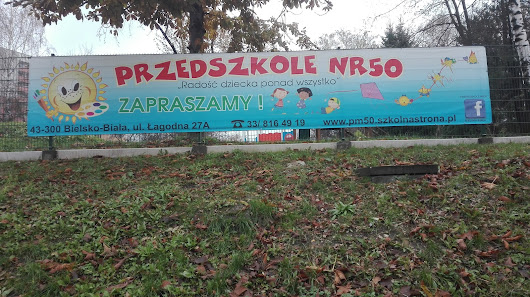 PRZEDSZKOLE NR50
„Radość dziecka ponad wszystko"
ZAPRASZAMY !
43-300 Bielsko-Biała, ul. Łagodna 27A ☎ 33/ 816 49 19 www.pm50.szkolnastrona.pl
f